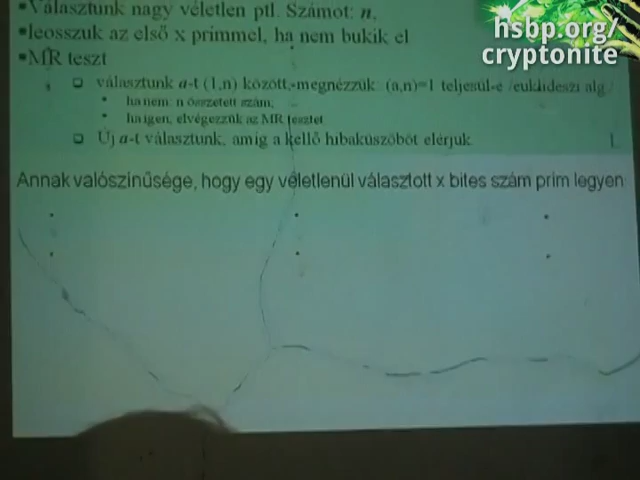 ▪Választunk nagy véletlen ptl. Számot: n.
▪leosszuk az első x primmel, ha nem bukik el
▪MR teszt
❑ választunk a-t (1,n) között, megnézzük: (a,n)=1 teljesül-e /euklideszi alg./
• ha nem: n összetett szám,
• ha igen, elvégezzük az MR tesztet
❑ Új a-t választunk, amíg a kellő hibaküszöböt elérjük
Annak valószínűsége, hogy egy véletlenül választott x bites szám prim legyen:
hsbp.org/
cryptonite